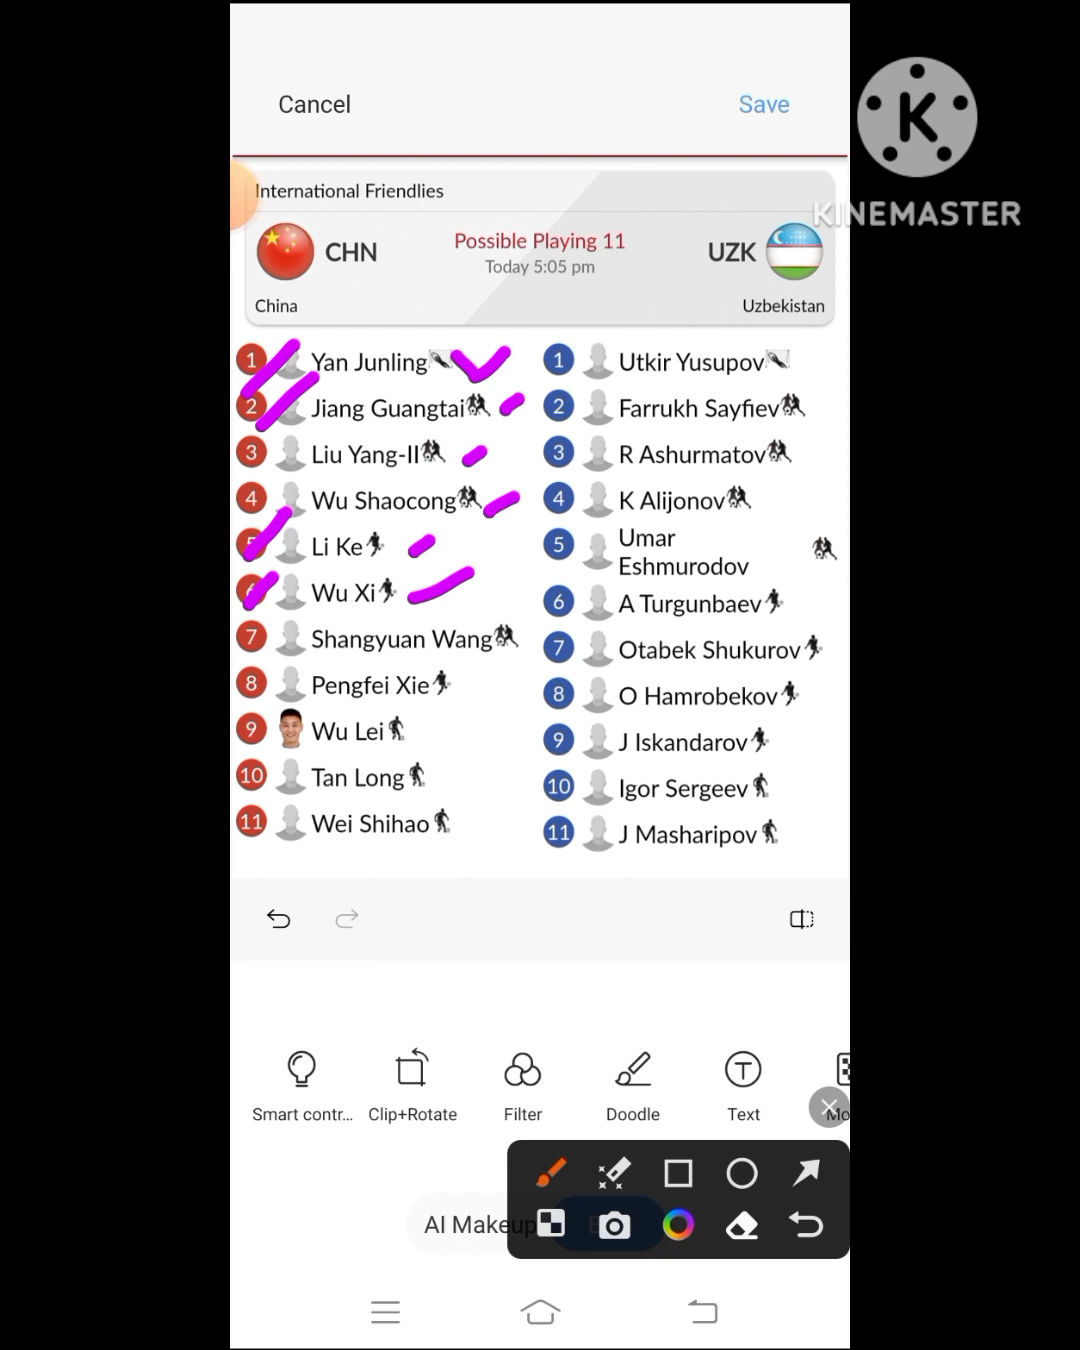 Cancel Save
KINEMASTER
International Friendlies
CHN Possible Playing 11 UZK
Today 5:05 pm
China Uzbekistan
1 Yan Junling
2 Jiang Guangtai
3 Liu Yang-II
4 Wu Shaocong
5 Li Ke
6 Wu Xi
7 Shangyuan Wang
8 Pengfei Xie
9 Wu Lei
10 Tan Long
11 Wei Shihao
1 Utkir Yusupov
2 Farrukh Sayfiev
3 R Ashurmatov
4 K Alijonov
5 Umar
Eshmurodov
6 A Turgunbaev
7 Otabek Shukurov
8 O Hamrobekov
9 J Iskandarov
10 Igor Sergeev
11 J Masharipov
Smart contr... Clip+Rotate Filter Doodle Text Mo
AI Makeup